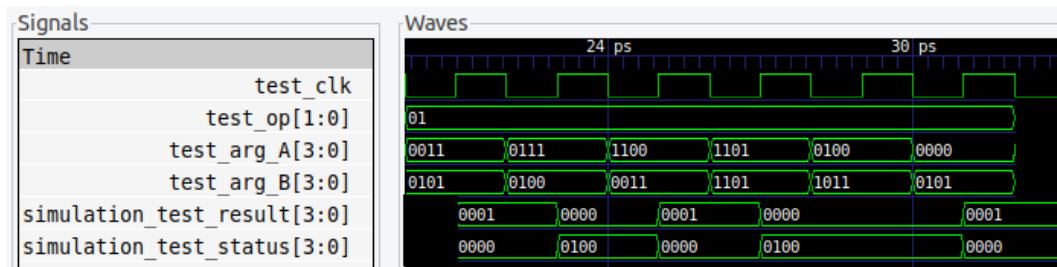 Signals Waves
Time 24 ps 30 ps
test_clk
test_op[1:0] 01
test_arg_A[3:0] 0011 0111 1100 1101 0100 0000
test_arg_B[3:0] 0101 0100 0011 1101 1011 0101
simulation_test_result[3:0] 0001 0000 0001 0000 0001
simulation_test_status[3:0] 0000 0100 0000 0100 0000